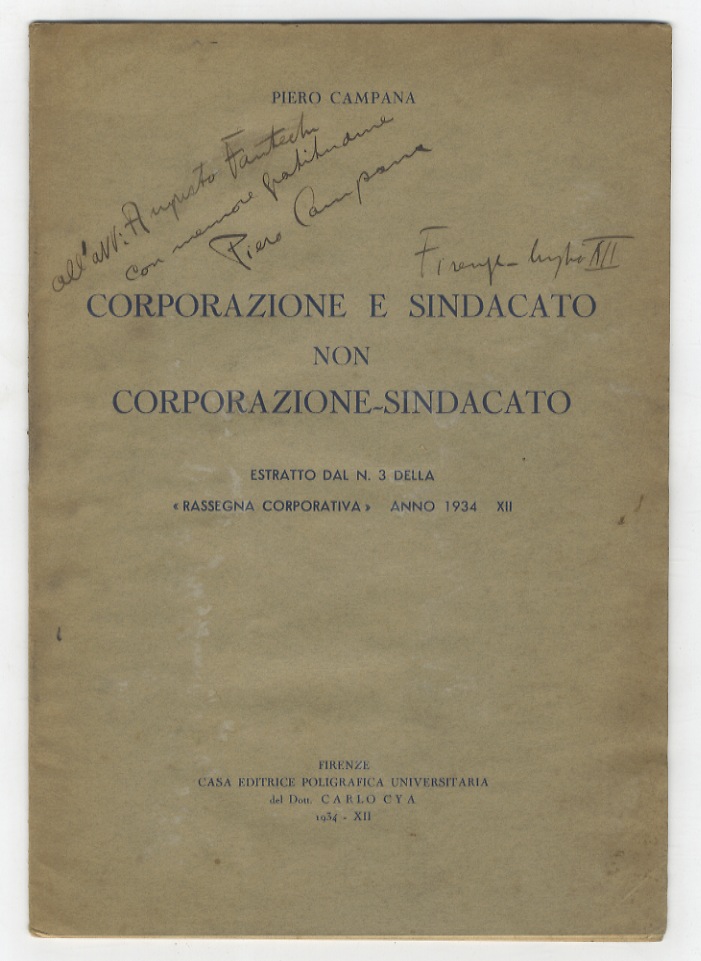 PIERO CAMPANA
all'avv: Augusto Fantechi
con memore gratitudine
Piero Campana
Firenze - luglio XII
CORPORAZIONE E SINDACATO
NON
CORPORAZIONE-SINDACATO
ESTRATTO DAL N. 3 DELLA
« RASSEGNA CORPORATIVA » ANNO 1934 XII
FIRENZE
CASA EDITRICE POLIGRAFICA UNIVERSITARIA
del Dott. CARLO CYA
1934 - XII